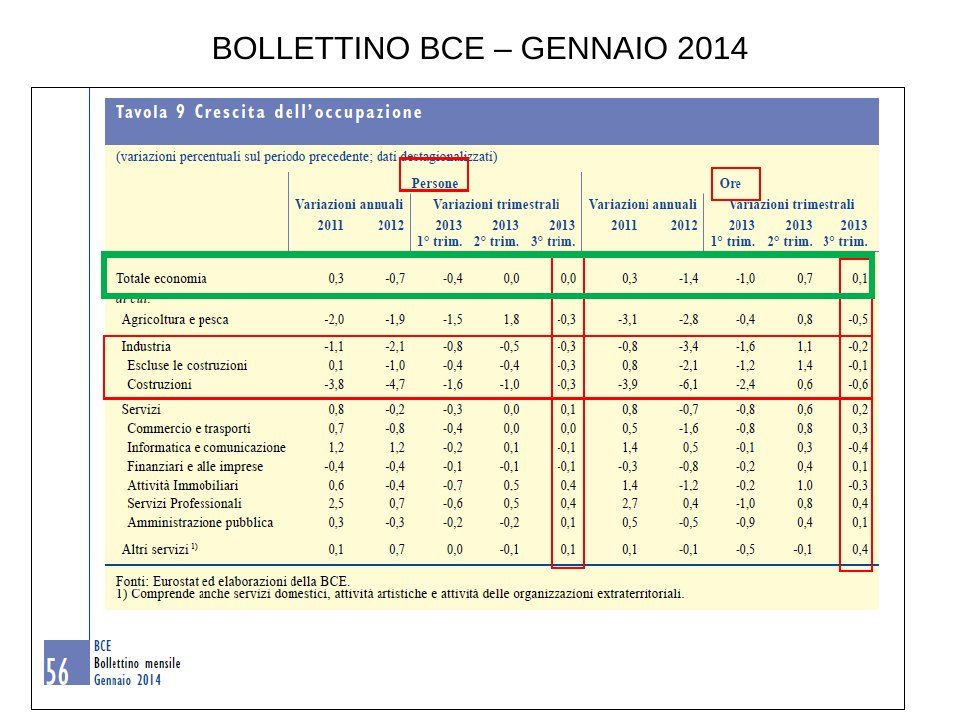 BOLLETTINO BCE – GENNAIO 2014
Tavola 9 Crescita dell'occupazione
(variazioni percentuali sul periodo precedente; dati destagionalizzati)
Persone Ore
Variazioni annuali Variazioni trimestrali Variazioni annuali Variazioni trimestrali
2011 2012 2013 2013 2013 2011 2012 2013 2013 2013
1° trim. 2° trim. 3° trim. 1° trim. 2° trim. 3° trim.
Totale economia 0,3 -0,7 -0,4 0,0 0,0 0,3 -1,4 -1,0 0,7 0,1
di cui:
Agricoltura e pesca -2,0 -1,9 -1,5 1,8 -0,3 -3,1 -2,8 -0,4 0,8 -0,5
Industria -1,1 -2,1 -0,8 -0,5 -0,3 -0,8 -3,4 -1,6 1,1 -0,2
Escluse le costruzioni 0,1 -1,0 -0,4 -0,4 -0,3 0,8 -2,1 -1,2 1,4 -0,1
Costruzioni -3,8 -4,7 -1,6 -1,0 -0,3 -3,9 -6,1 -2,4 0,6 -0,6
Servizi 0,8 -0,2 -0,3 0,0 0,1 0,8 -0,7 -0,8 0,6 0,2
Commercio e trasporti 0,7 -0,8 -0,4 0,0 0,0 0,5 -1,6 -0,8 0,8 0,3
Informatica e comunicazione 1,2 1,2 -0,2 0,1 -0,1 1,4 0,5 -0,1 0,3 -0,4
Finanziari e alle imprese -0,4 -0,4 -0,1 -0,1 -0,1 -0,3 -0,8 -0,2 0,4 0,1
Attività Immobiliari 0,6 -0,4 -0,7 0,5 0,4 1,4 -1,2 -0,2 1,0 -0,3
Servizi Professionali 2,5 0,7 -0,6 0,5 0,4 2,7 0,4 -1,0 0,8 0,4
Amministrazione pubblica 0,3 -0,3 -0,2 -0,2 0,1 0,5 -0,5 -0,9 0,4 0,1
Altri servizi 1) 0,1 0,7 0,0 -0,1 0,1 0,1 -0,1 -0,5 -0,1 0,4
Fonti: Eurostat ed elaborazioni della BCE.
1) Comprende anche servizi domestici, attività artistiche e attività delle organizzazioni extraterritoriali.
56
BCE
Bollettino mensile
Gennaio 2014